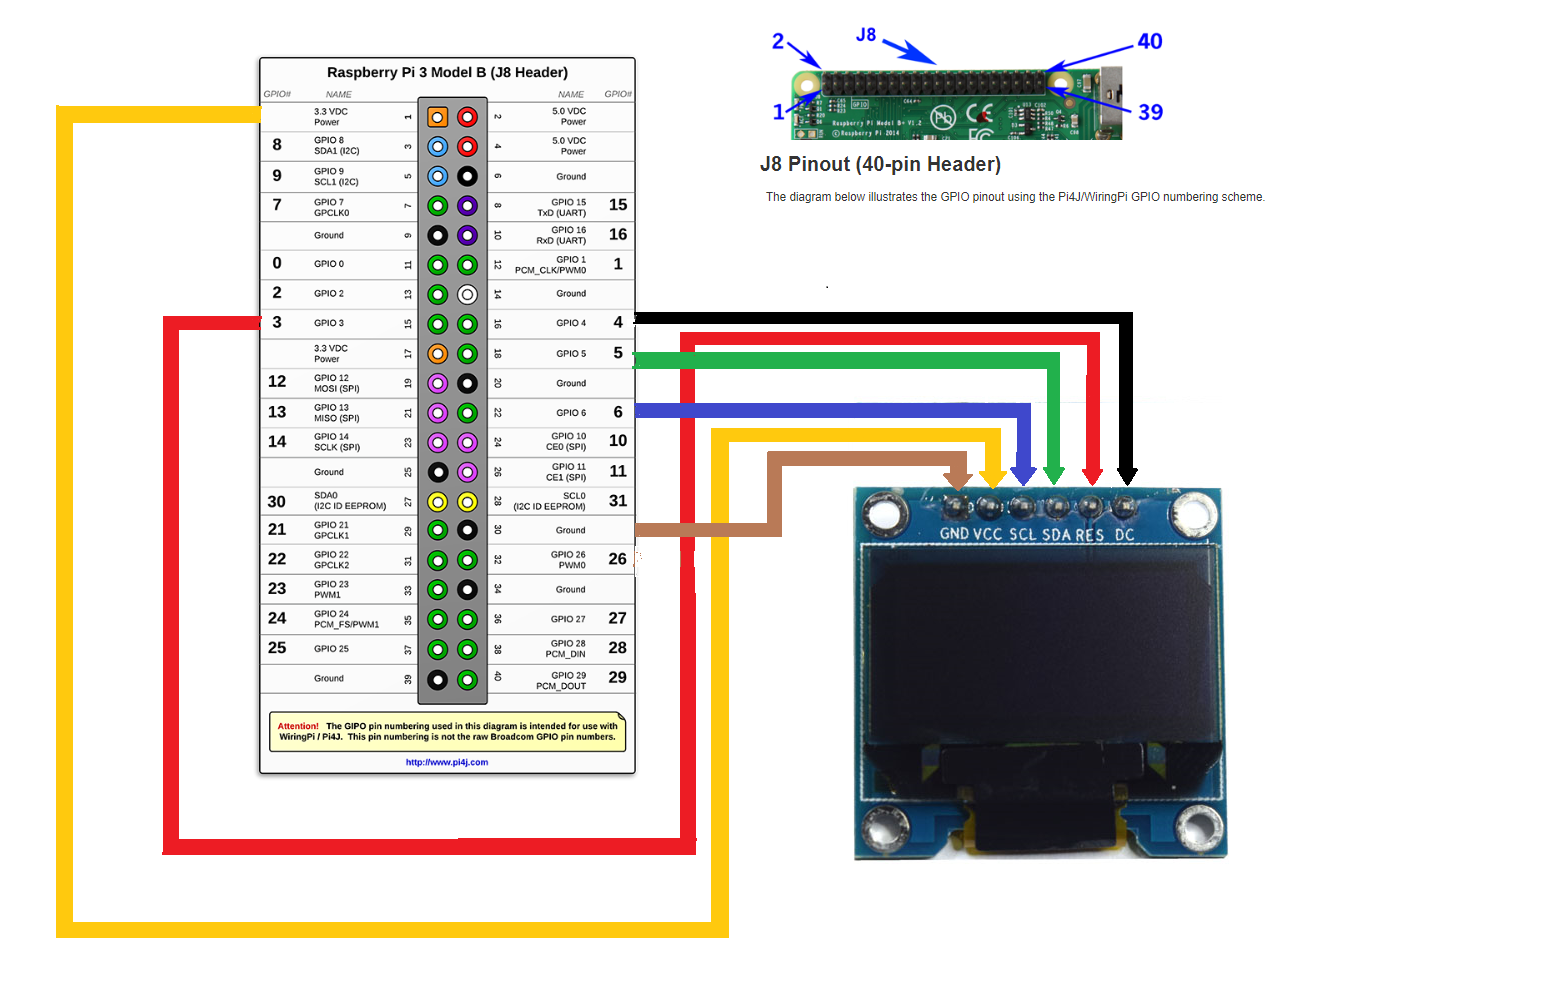 2
J8
40
1
39
Raspberry Pi Model B+ V1.2
© Raspberry Pi 2014
GPIO
Pb
CE
FC
J8 Pinout (40-pin Header)
The diagram below illustrates the GPIO pinout using the Pi4J/WiringPi GPIO numbering scheme.
Raspberry Pi 3 Model B (J8 Header)
GPIO# NAME NAME GPIO#
3.3 VDC
Power 1 2 5.0 VDC
Power
8 GPIO 8
SDA1 (I2C) 3 4 5.0 VDC
Power
9 GPIO 9
SCL1 (I2C) 5 6 Ground
7 GPIO 7
GPCLK0 7 8 GPIO 15
TxD (UART) 15
Ground 9 10 GPIO 16
RxD (UART) 16
0 GPIO 0 11 12 GPIO 1
PCM_CLK/PWM0 1
2 GPIO 2 13 14 Ground
3 GPIO 3 15 16 GPIO 4 4
3.3 VDC
Power 17 18 GPIO 5 5
12 GPIO 12
MOSI (SPI) 19 20 Ground
13 GPIO 13
MISO (SPI) 21 22 GPIO 6 6
14 GPIO 14
SCLK (SPI) 23 24 GPIO 10
CE0 (SPI) 10
Ground 25 26 GPIO 11
CE1 (SPI) 11
30 SDA0
(I2C ID EEPROM) 27 28 SCL0
(I2C ID EEPROM) 31
21 GPIO 21
GPCLK1 29 30 Ground
22 GPIO 22
GPCLK2 31 32 GPIO 26
PWM0 26
23 GPIO 23
PWM1 33 34 Ground
24 GPIO 24
PCM_FS/PWM1 35 36 GPIO 27 27
25 GPIO 25 37 38 GPIO 28
PCM_DIN 28
Ground 39 40 GPIO 29
PCM_DOUT 29
Attention! The GIPO pin numbering used in this diagram is intended for use with
WiringPi / Pi4J. This pin numbering is not the raw Broadcom GPIO pin numbers.
http://www.pi4j.com
GND VCC SCL SDA RES DC